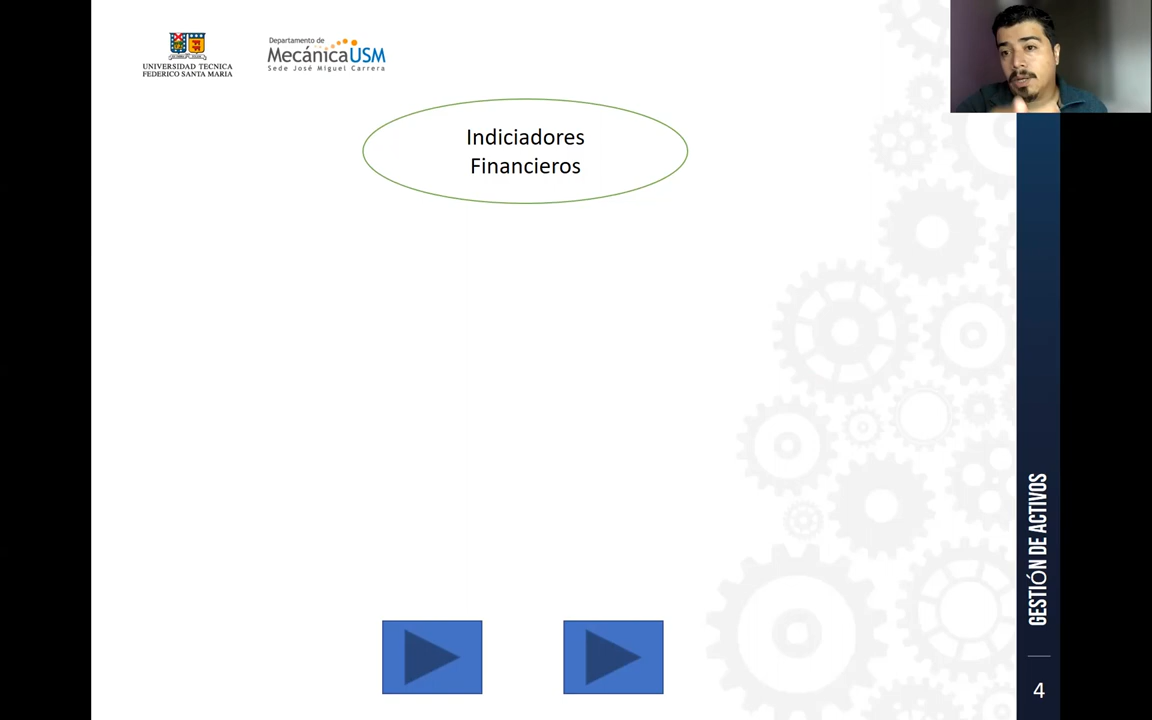 UNIVERSIDAD TECNICA
FEDERICO SANTA MARIA
Departamento de
MecánicaUSM
Sede José Miguel Carrera
Indiciadores
Financieros
GESTIÓN DE ACTIVOS
4